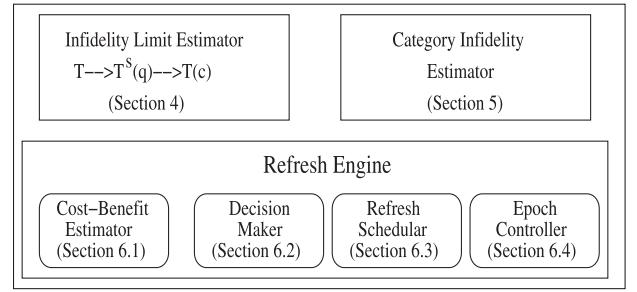 Infidelity Limit Estimator
T−−>T^S(q)−−>T(c)
(Section 4)
Category Infidelity
Estimator
(Section 5)
Refresh Engine
Cost−Benefit
Estimator
(Section 6.1)
Decision
Maker
(Section 6.2)
Refresh
Schedular
(Section 6.3)
Epoch
Controller
(Section 6.4)